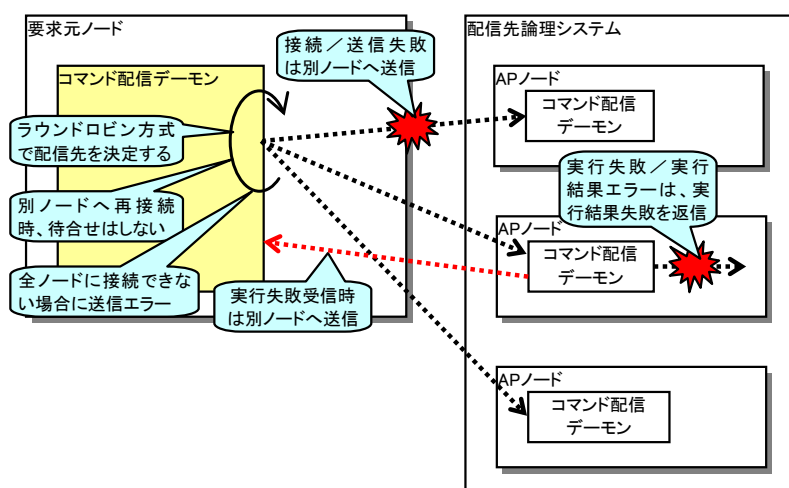 要求元ノード
コマンド配信デーモン
ラウンドロビン方式
で配信先を決定する
別ノードへ再接続
時、待合せはしない
全ノードに接続できな
い場合に送信エラー
接続／送信失敗
は別ノードへ送信
実行失敗受信時
は別ノードへ送信
配信先論理システム
APノード
コマンド配信
デーモン
実行失敗／実行
結果エラーは、実
行結果失敗を返信
APノード
コマンド配信
デーモン
APノード
コマンド配信
デーモン